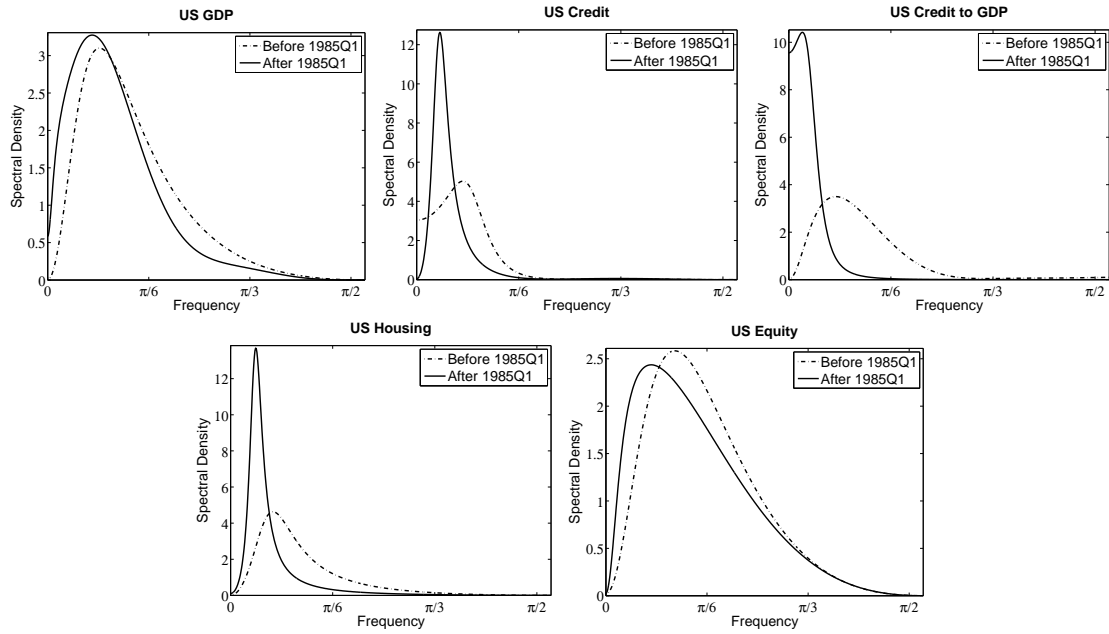 US GDP
3
2.5
2
1.5
1
0.5
0
Spectral Density
0
π/6
π/3
π/2
Frequency
Before 1985Q1
After 1985Q1
US Credit
12
10
8
6
4
2
0
Spectral Density
0
π/6
π/3
π/2
Frequency
Before 1985Q1
After 1985Q1
US Credit to GDP
10
8
6
4
2
0
Spectral Density
0
π/6
π/3
π/2
Frequency
Before 1985Q1
After 1985Q1
US Housing
12
10
8
6
4
2
0
Spectral Density
0
π/6
π/3
π/2
Frequency
Before 1985Q1
After 1985Q1
US Equity
2.5
2
1.5
1
0.5
0
Spectral Density
0
π/6
π/3
π/2
Frequency
Before 1985Q1
After 1985Q1